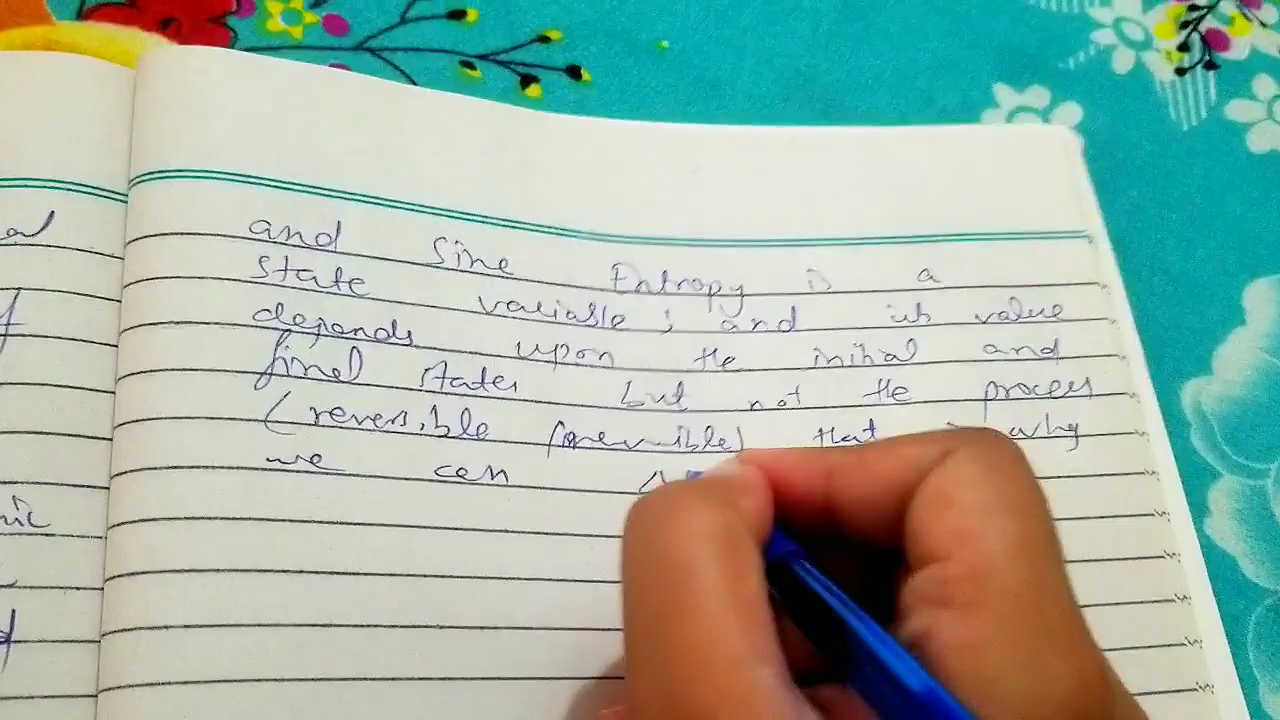 and Sine Entropy is a
state variable ; and its value
depends upon the initial and
final states but not the process
(reversible irreversible) that why
we can